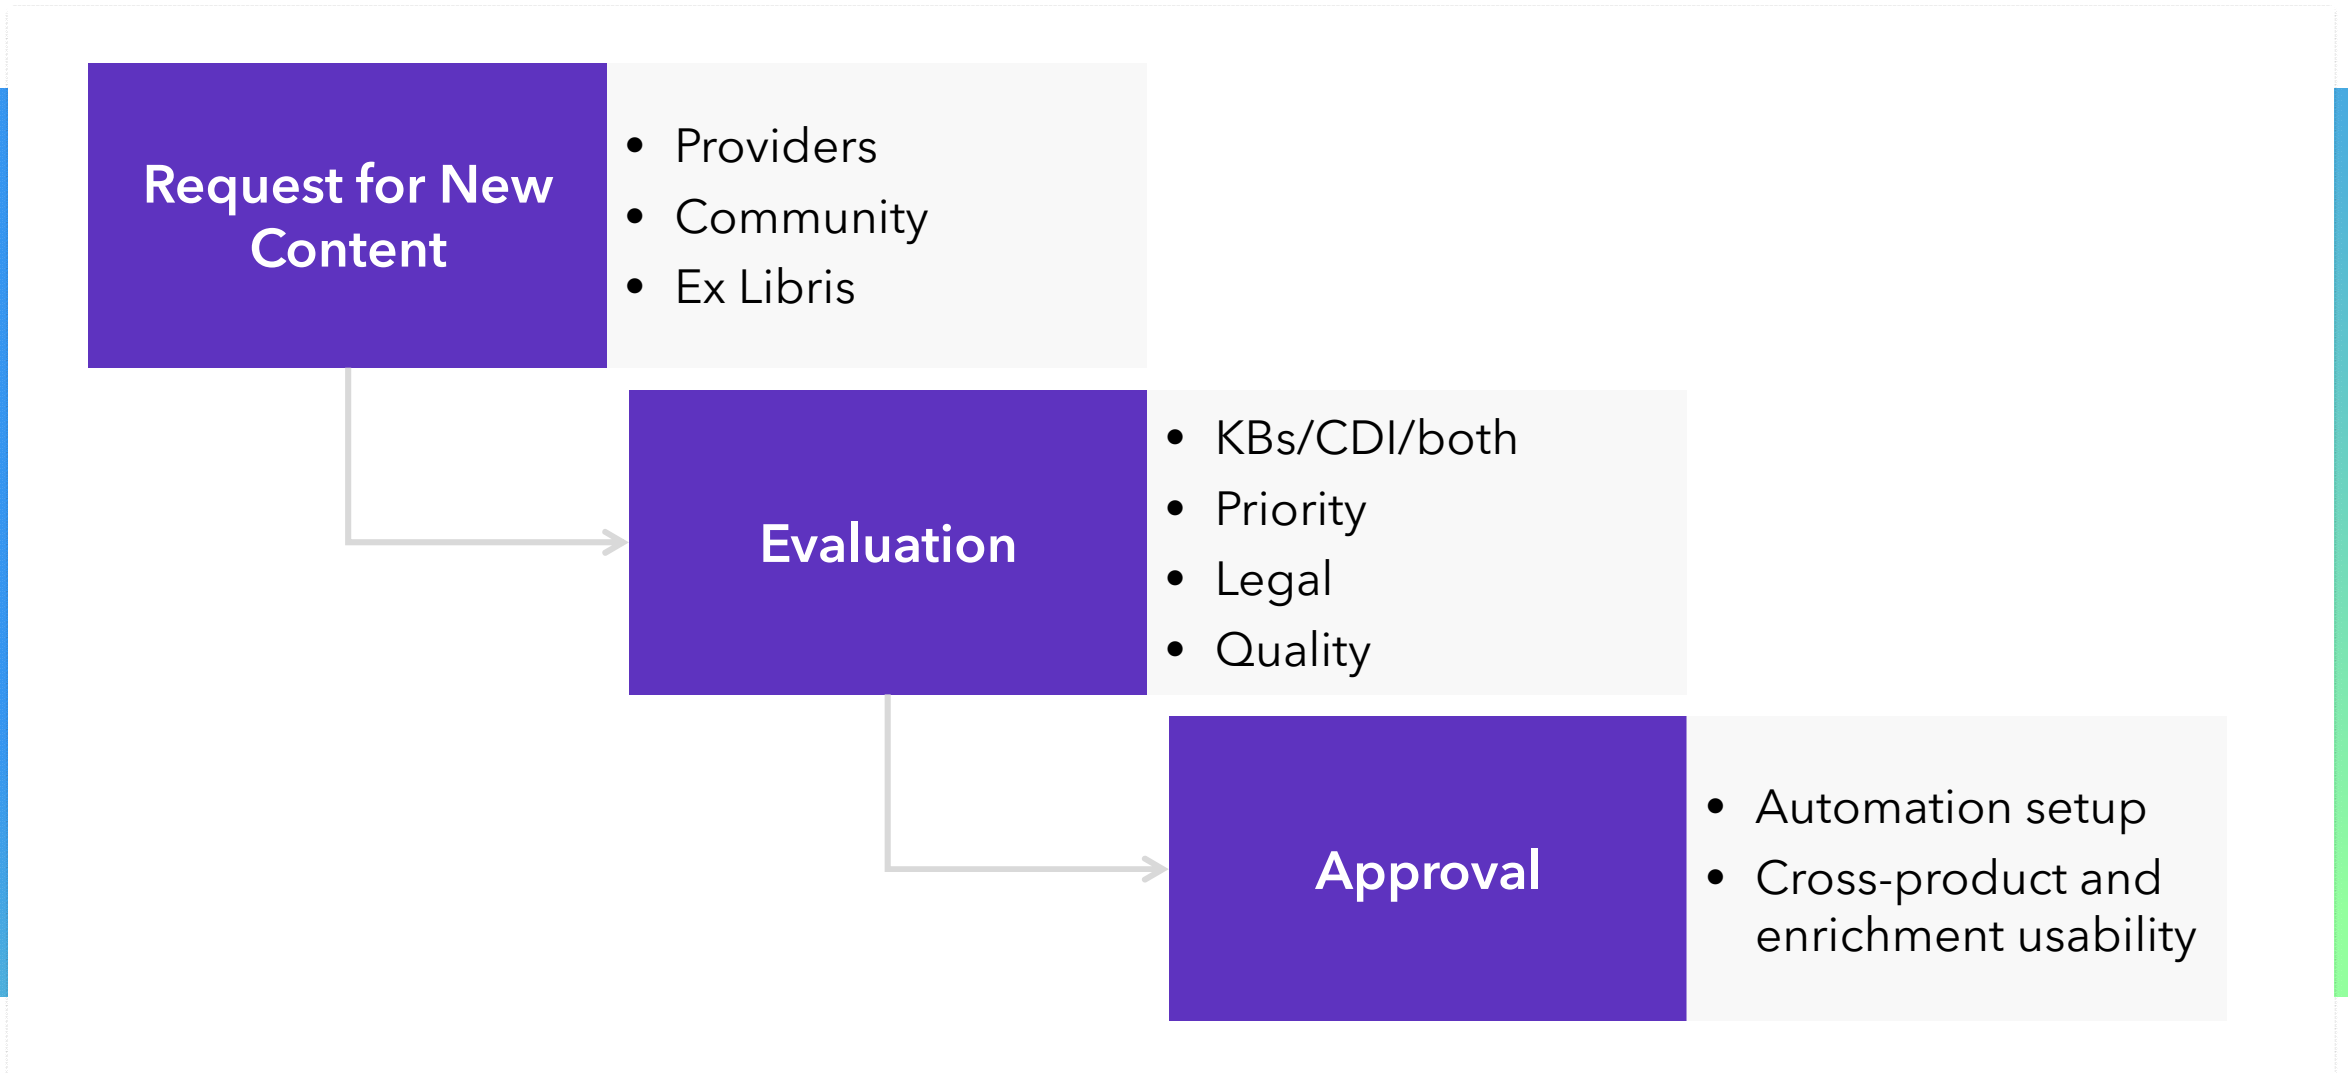 Request for New
Content
• Providers
• Community
• Ex Libris
Evaluation
• KBs/CDI/both
• Priority
• Legal
• Quality
Approval
• Automation setup
• Cross-product and
enrichment usability